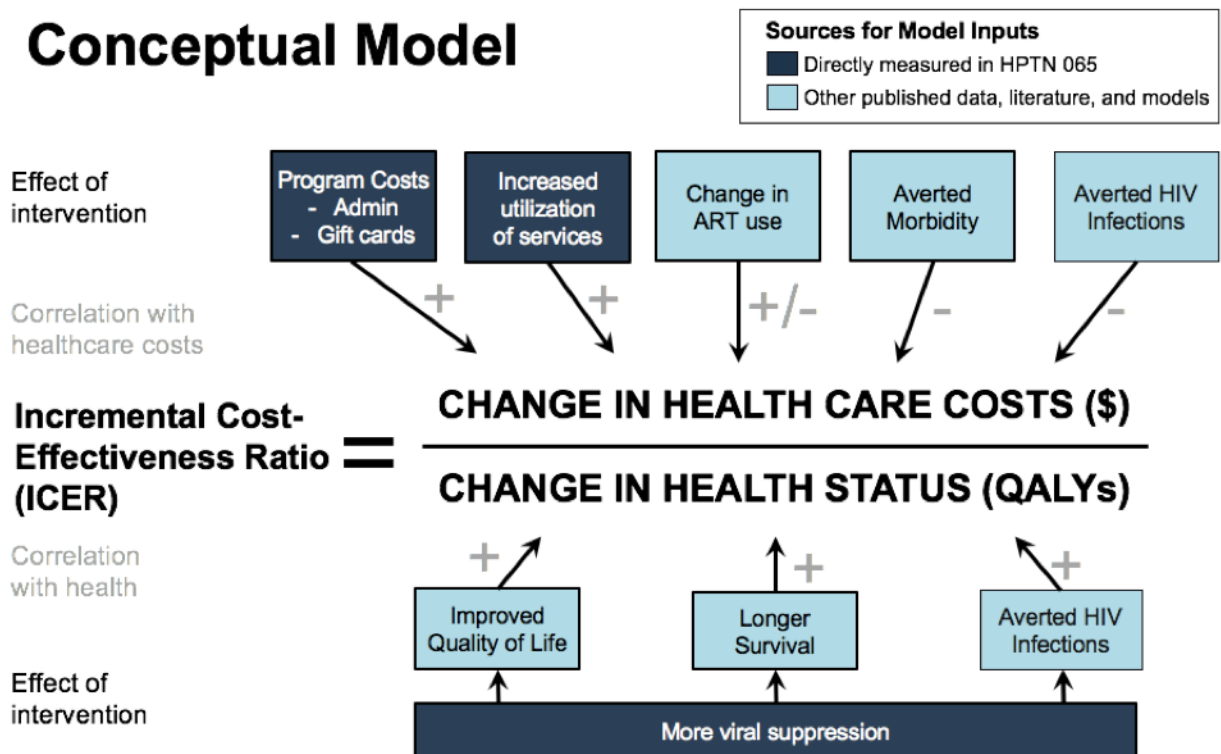 Conceptual Model
Sources for Model Inputs
Directly measured in HPTN 065
Other published data, literature, and models
Effect of
intervention
Program Costs
- Admin
- Gift cards
Increased
utilization
of services
Change in
ART use
Averted
Morbidity
Averted HIV
Infections
Correlation with
healthcare costs
+
+
+/-
-
-
Incremental Cost-
Effectiveness Ratio
(ICER)
=
CHANGE IN HEALTH CARE COSTS ($)
CHANGE IN HEALTH STATUS (QALYs)
Correlation
with health
+
+
+
Improved
Quality of Life
Longer
Survival
Averted HIV
Infections
Effect of
intervention
More viral suppression